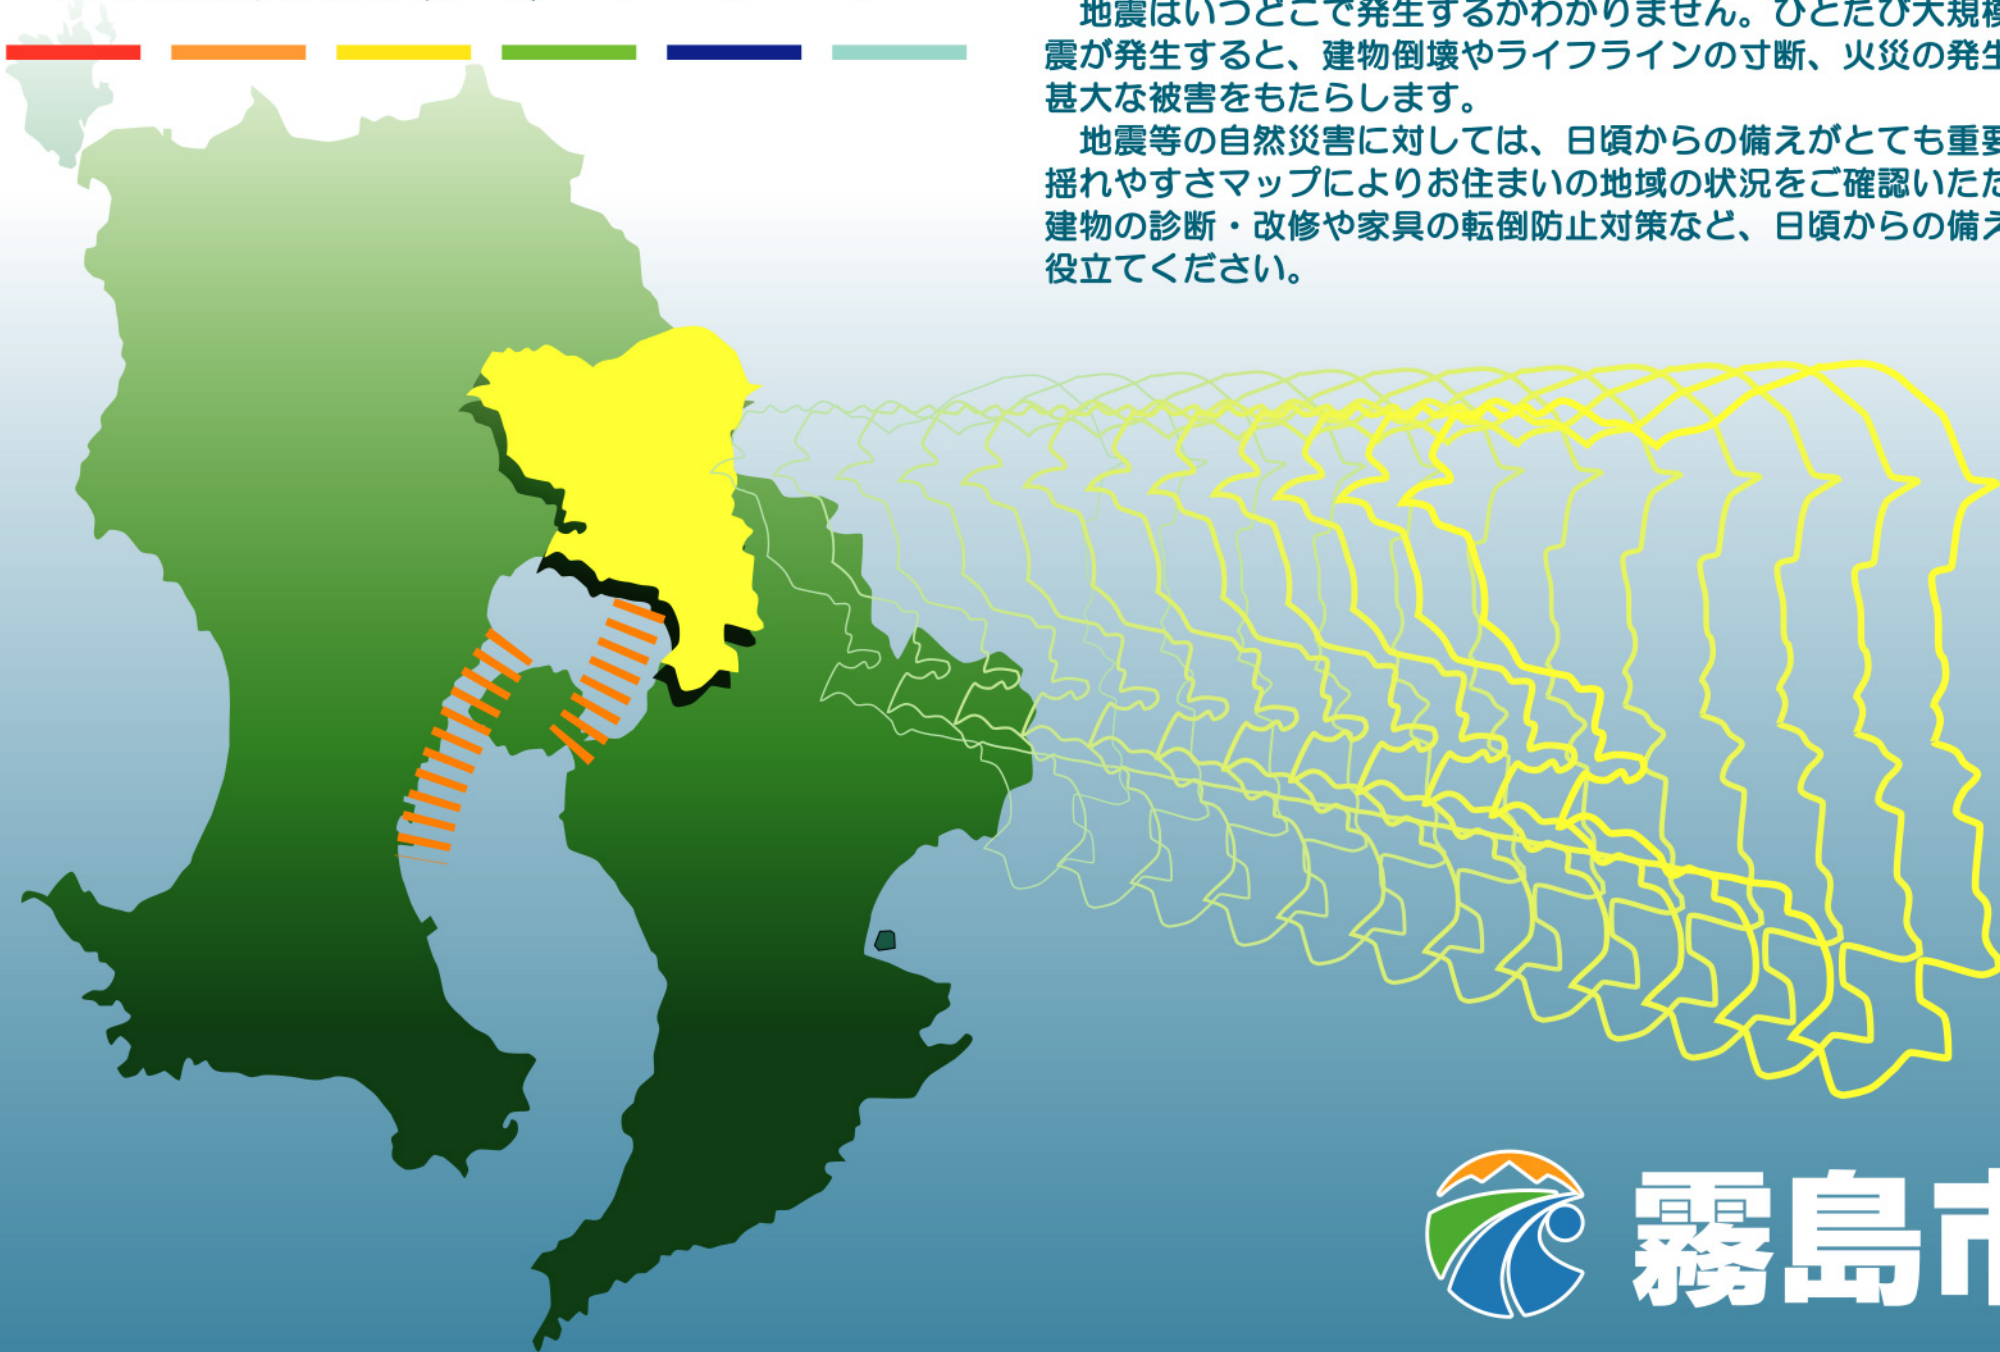 地震はいつどこで発生するかわかりません。ひとたび大規模
震が発生すると、建物倒壊やライフラインの寸断、火災の発生
甚大な被害をもたらします。
地震等の自然災害に対しては、日頃からの備えがとても重要
揺れやすさマップによりお住まいの地域の状況をご確認いただ
建物の診断・改修や家具の転倒防止対策など、日頃からの備え
役立てください。
霧島市